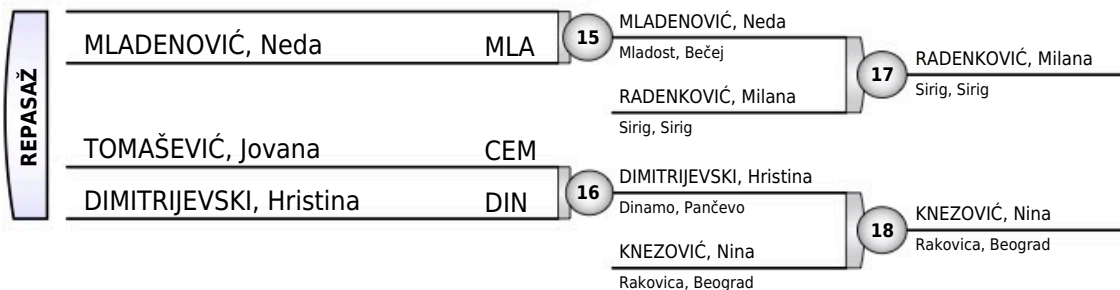 REPASAŽ
MLADENOVIĆ, Neda MLA
15
MLADENOVIĆ, Neda
Mladost, Bečej
RADENKOVIĆ, Milana
Sirig, Sirig
17
RADENKOVIĆ, Milana
Sirig, Sirig
TOMAŠEVIĆ, Jovana CEM
DIMITRIJEVSKI, Hristina DIN
16
DIMITRIJEVSKI, Hristina
Dinamo, Pančevo
KNEZOVIĆ, Nina
Rakovica, Beograd
18
KNEZOVIĆ, Nina
Rakovica, Beograd